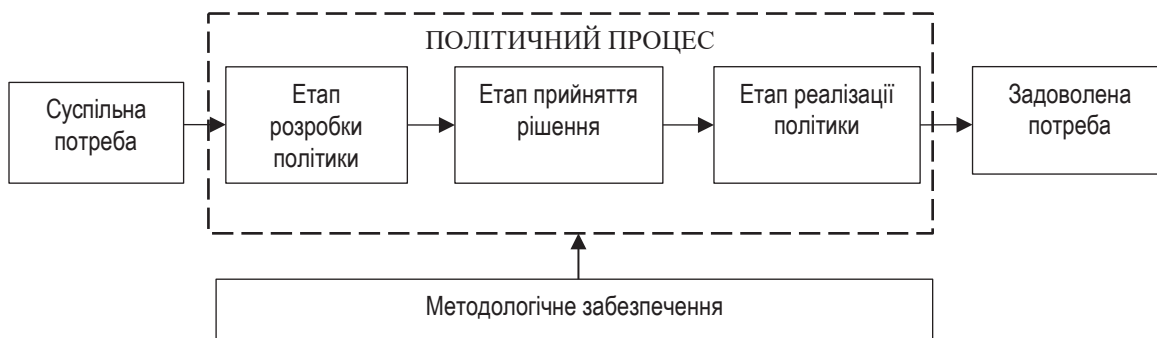 ПОЛІТИЧНИЙ ПРОЦЕС
Суспільна
потреба
Етап
розробки
політики
Етап прийняття
рішення
Етап реалізації
політики
Задоволена
потреба
Методологічне забезпечення